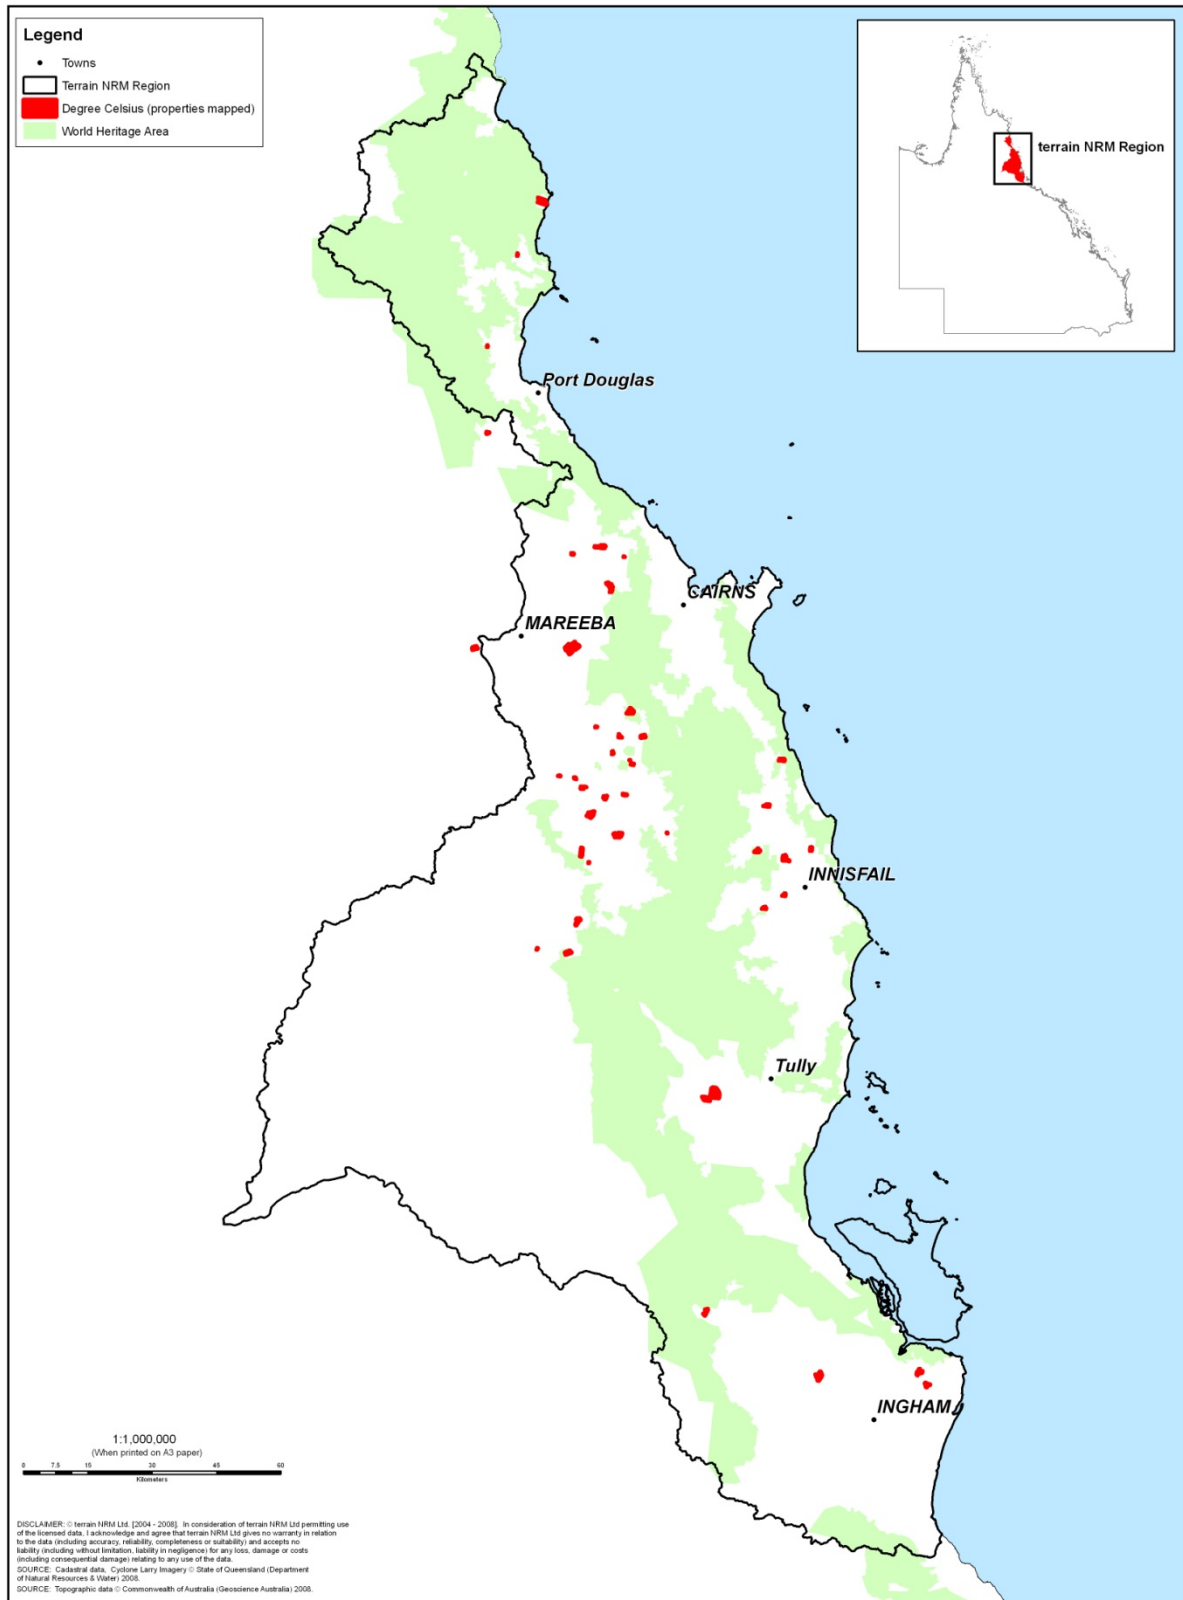 Legend
Towns
Terrain NRM Region
Degree Celsius (properties mapped)
World Heritage Area
terrain NRM Region
Port Douglas
CAIRNS
MAREEBA
INNISFAIL
Tully
INGHAM
1:1,000,000
(When printed on A3 paper)
0 7.5 15 30 45 60
Kilometers
DISCLAIMER: © terrain NRM Ltd. [2004 - 2008]. In consideration of terrain NRM Ltd permitting use
of the licensed data, I acknowledge and agree that terrain NRM Ltd gives no warranty in relation
to the data (including accuracy, reliability, completeness or suitability) and accepts no
liability (including without limitation, liability in negligence) for any loss, damage or costs
(including consequential damage) relating to any use of the data.
SOURCE: Cadastral data, Cyclone Larry Imagery © State of Queensland (Department
of Natural Resources & Water) 2008.
SOURCE: Topographic data © Commonwealth of Australia (Geoscience Australia) 2008.